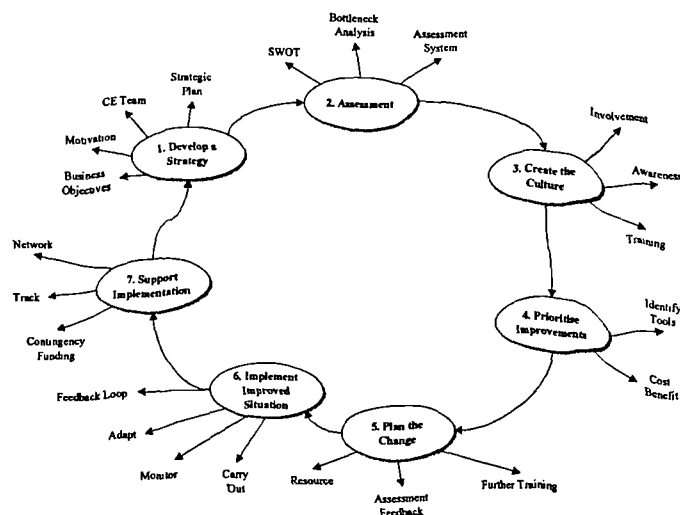 Bottleneck
Analysis
SWOT
Assessment
System
2. Assessment
Strategic
Plan
CE Team
Motivation
Business
Objectives
1. Develop a
Strategy
Involvement
Awareness
Training
3. Create the
Culture
Identify
Tools
Cost
Benefit
4. Prioritise
Improvements
5. Plan the
Change
Resource
Assessment
Feedback
Further Training
6. Implement
Improved
Situation
Feedback Loop
Adapt
Monitor
Carry
Out
7. Support
Implementation
Network
Track
Contingency
Funding